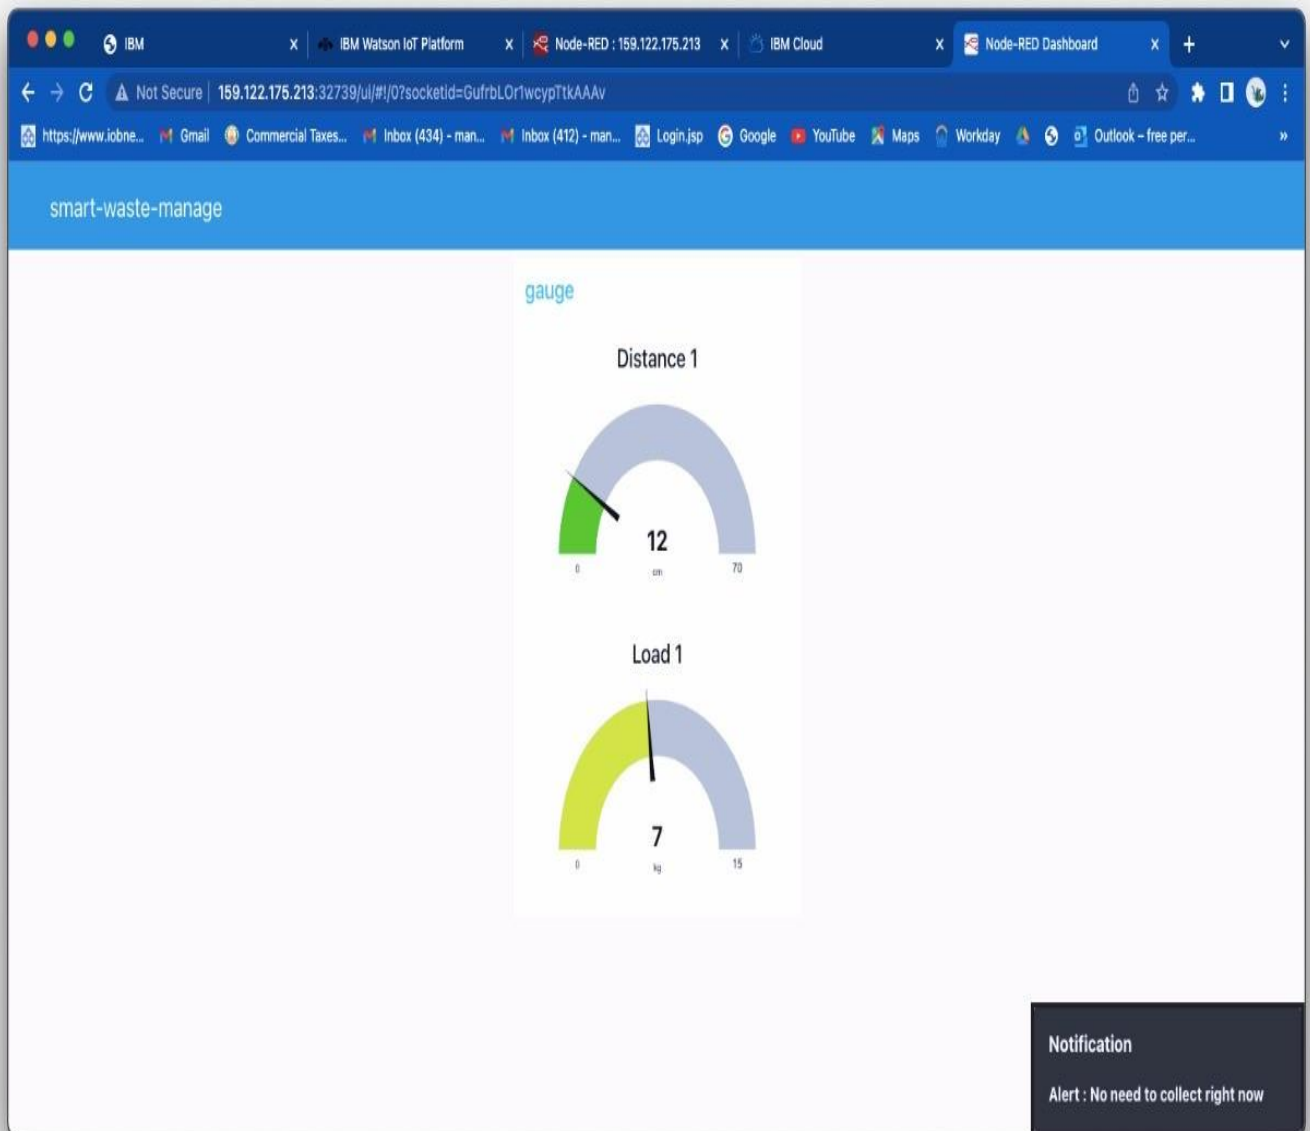 IBM
IBM Watson IoT Platform
Node-RED : 159.122.175.213
IBM Cloud
Node-RED Dashboard
Not Secure
159.122.175.213:32739/ui/#!/0?socketid=GufrbLOr1wcypTtkAAAv
https://www.iobne...
Gmail
Commercial Taxes...
Inbox (434) – man...
Inbox (412) – man...
Login.jsp
Google
YouTube
Maps
Workday
Outlook – free per...
smart-waste-manage
gauge
Distance 1
12
0 cm 70
Load 1
7
0 kg 15
Notification
Alert : No need to collect right now